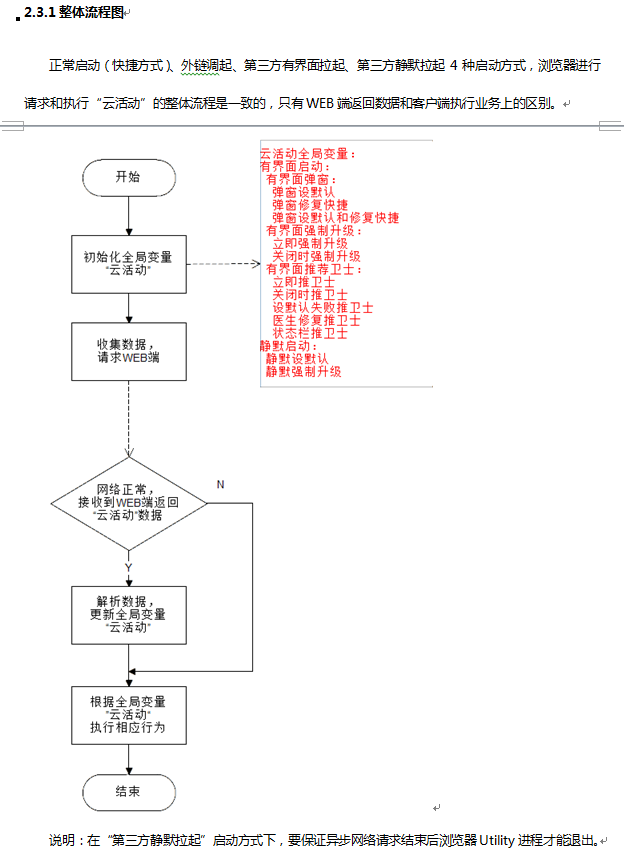 2.3.1整体流程图
正常启动（快捷方式）、外链调起、第三方有界面拉起、第三方静默拉起 4 种启动方式，浏览器进行
请求和执行“云活动”的整体流程是一致的，只有 WEB 端返回数据和客户端执行业务上的区别。
开始
初始化全局变量
“云活动”
云活动全局变量：
有界面启动：
有界面弹窗：
弹窗设默认
弹窗修复快捷
弹窗设默认和修复快捷
有界面强制升级：
立即强制升级
关闭时强制升级
有界面推荐卫士：
立即推卫士
关闭时推卫士
设默认失败推卫士
医生修复推卫士
状态栏推卫士
静默启动：
静默设默认
静默强制升级
收集数据，
请求WEB端
网络正常，
接收到WEB端返回
“云活动”数据
N
Y
解析数据，
更新全局变量
“云活动”
根据全局变量
“云活动”
执行相应行为
结束
说明：在“第三方静默拉起”启动方式下，要保证异步网络请求结束后浏览器 Utility 进程才能退出。